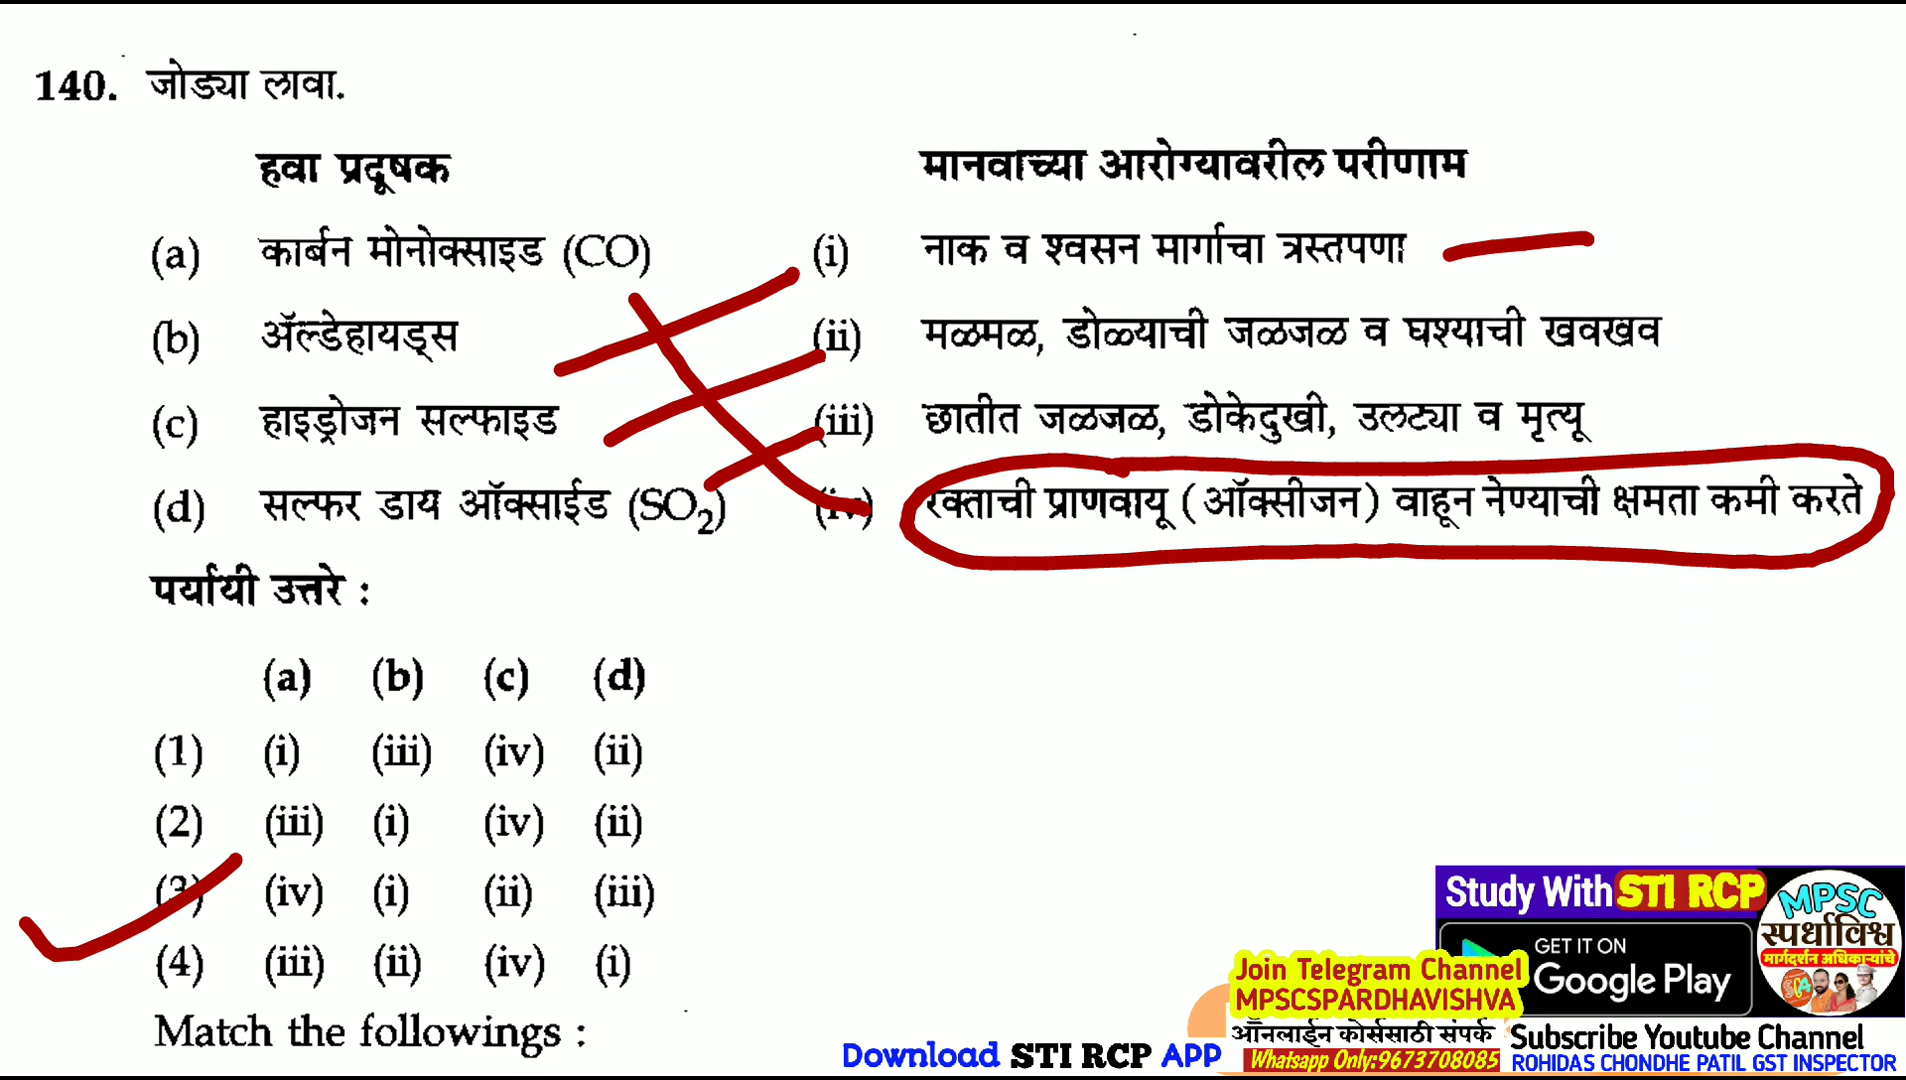 140. जोड्या लावा.
हवा प्रदूषक मानवाच्या आरोग्यावरील परीणाम
(a) कार्बन मोनोक्साइड (CO) (i) नाक व श्वसन मार्गाचा त्रस्तपणा
(b) ॲल्डेहायड्स (ii) मळमळ, डोळ्याची जळजळ व घश्याची खवखव
(c) हाइड्रोजन सल्फाइड (iii) छातीत जळजळ, डोकेदुखी, उलट्या व मृत्यू
(d) सल्फर डाय ऑक्साईड (SO₂) (iv) रक्ताची प्राणवायू (ऑक्सीजन) वाहून नेण्याची क्षमता कमी करते
पर्यायी उत्तरे :
(a) (b) (c) (d)
(1) (i) (iii) (iv) (ii)
(2) (iii) (i) (iv) (ii)
(3) (iv) (i) (ii) (iii)
(4) (iii) (ii) (iv) (i)
Match the followings :
Study With STI RCP
GET IT ON
Google Play
MPSC
स्पर्धाविश्व
मार्गदर्शन अधिकाऱ्यांचे
Join Telegram Channel
MPSCSPARDHAVISHVA
ऑनलाईन कोर्ससाठी संपर्क
Whatsapp Only:9673708085
Download STI RCP APP
Subscribe Youtube Channel
ROHIDAS CHONDHE PATIL GST INSPECTOR